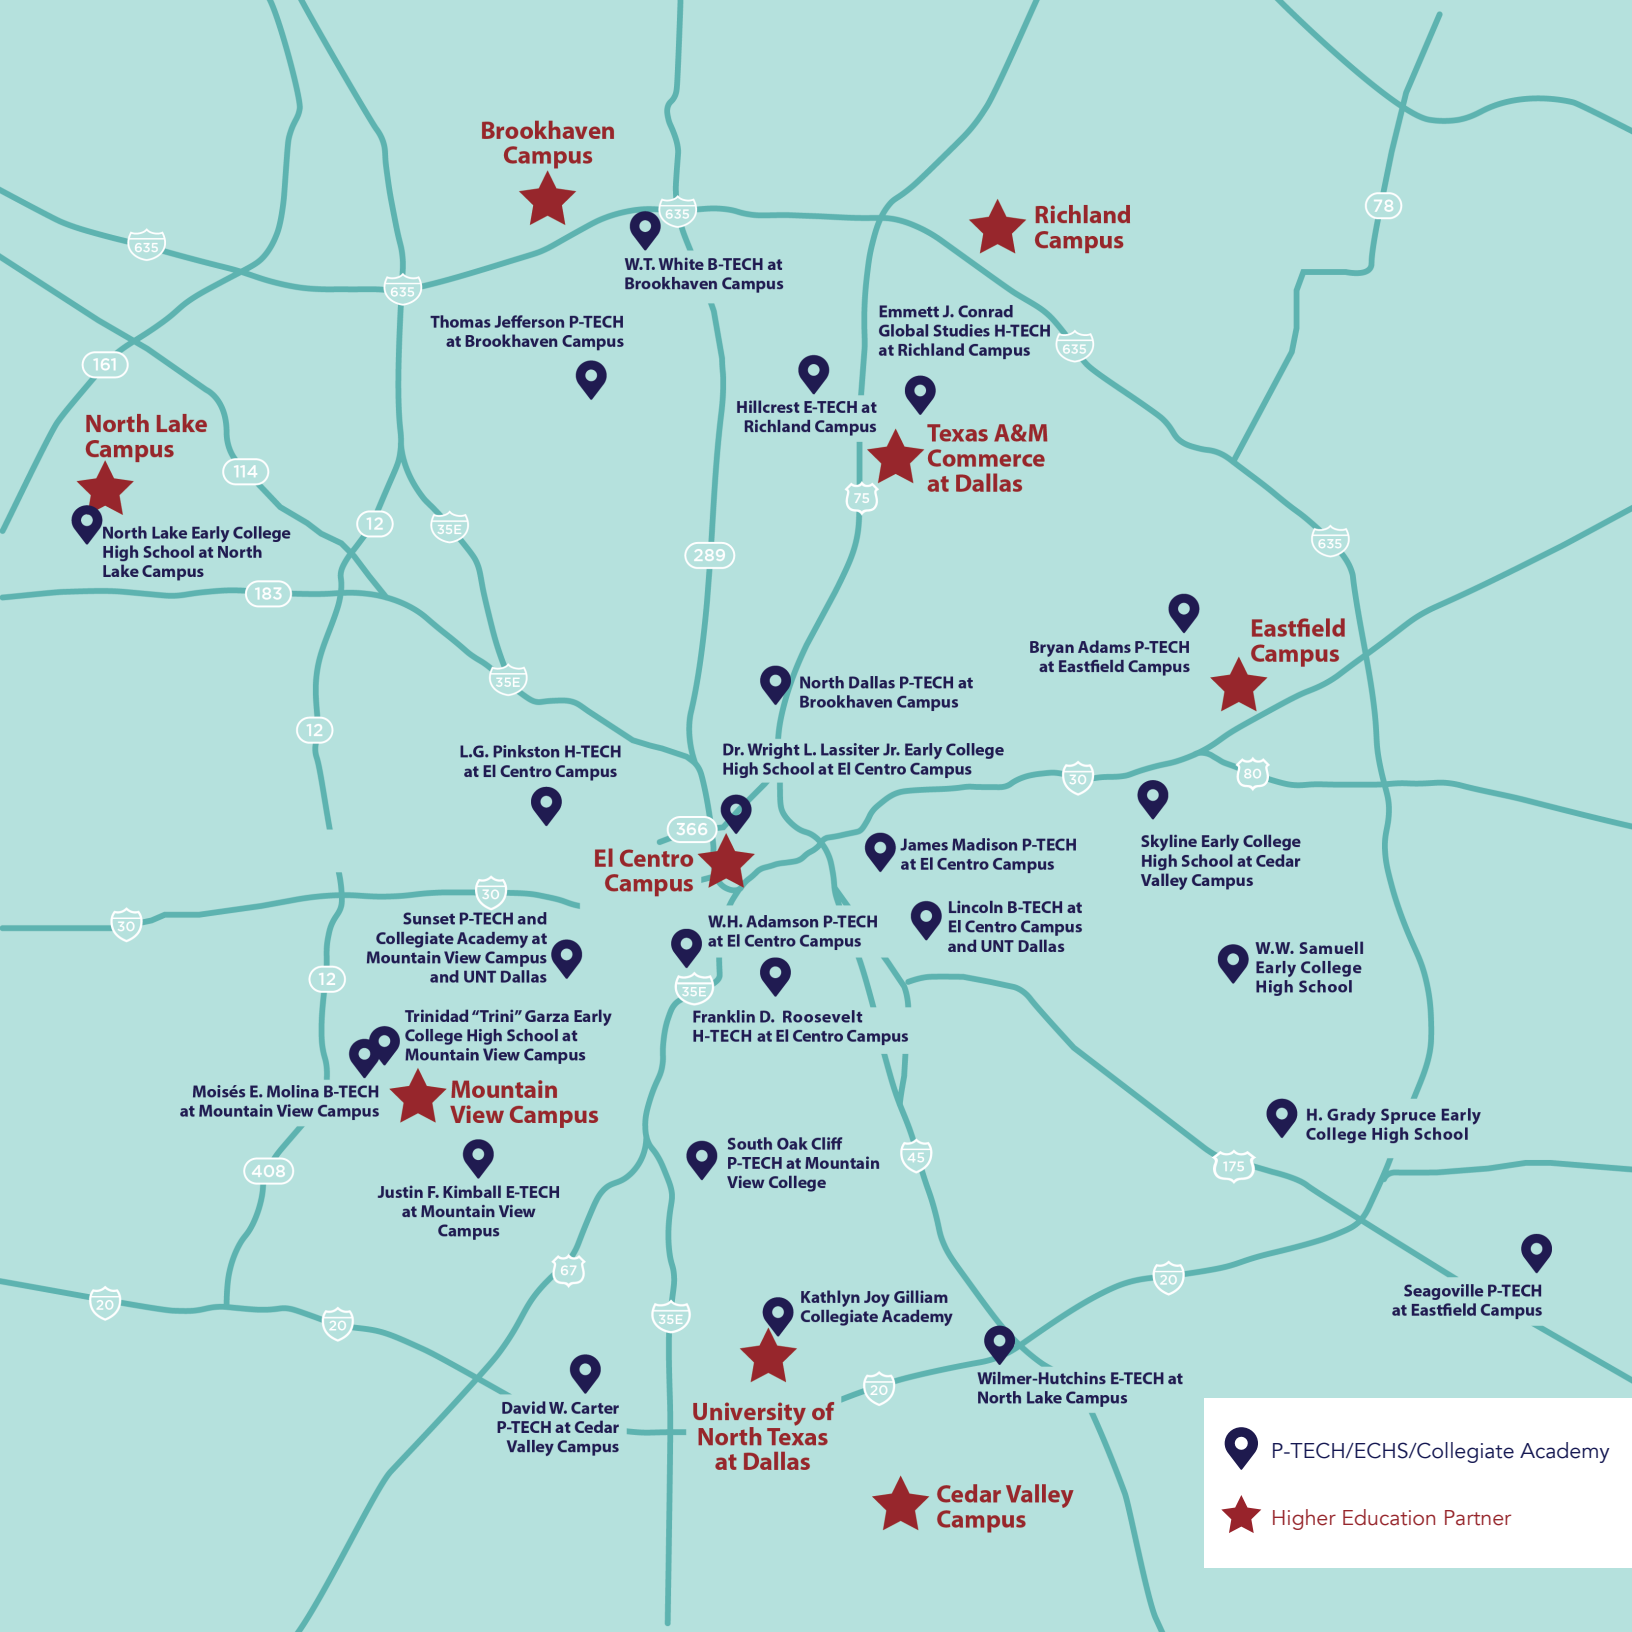 Brookhaven
Campus
Richland
Campus
78
635
635
635
W.T. White B-TECH at
Brookhaven Campus
Thomas Jefferson P-TECH
at Brookhaven Campus
Emmett J. Conrad
Global Studies H-TECH
at Richland Campus
635
161
Hillcrest E-TECH at
Richland Campus
North Lake
Campus
Texas A&M
Commerce
at Dallas
114
75
12
35E
635
North Lake Early College
High School at North
Lake Campus
289
183
Bryan Adams P-TECH
at Eastfield Campus
Eastfield
Campus
35E
North Dallas P-TECH at
Brookhaven Campus
12
L.G. Pinkston H-TECH
at El Centro Campus
Dr. Wright L. Lassiter Jr. Early College
High School at El Centro Campus
30
80
366
El Centro
Campus
James Madison P-TECH
at El Centro Campus
Skyline Early College
High School at Cedar
Valley Campus
30
30
Sunset P-TECH and
Collegiate Academy at
Mountain View Campus
and UNT Dallas
W.H. Adamson P-TECH
at El Centro Campus
Lincoln B-TECH at
El Centro Campus
and UNT Dallas
W.W. Samuell
Early College
High School
12
35E
Trinidad “Trini” Garza Early
College High School at
Mountain View Campus
Franklin D. Roosevelt
H-TECH at El Centro Campus
Moisés E. Molina B-TECH
at Mountain View Campus
Mountain
View Campus
H. Grady Spruce Early
College High School
408
South Oak Cliff
P-TECH at Mountain
View College
45
175
Justin F. Kimball E-TECH
at Mountain View
Campus
67
20
20
20
35E
Kathlyn Joy Gilliam
Collegiate Academy
Seagoville P-TECH
at Eastfield Campus
David W. Carter
P-TECH at Cedar
Valley Campus
University of
North Texas
at Dallas
20
Wilmer-Hutchins E-TECH at
North Lake Campus
Cedar Valley
Campus
P-TECH/ECHS/Collegiate Academy
Higher Education Partner